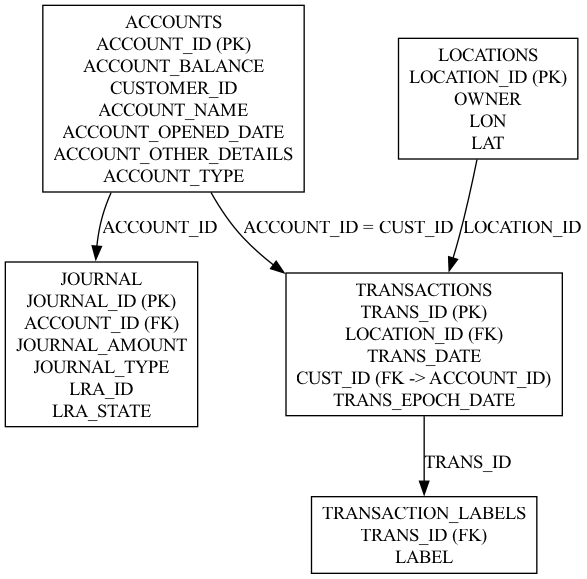 ACCOUNTS
ACCOUNT_ID (PK)
ACCOUNT_BALANCE
CUSTOMER_ID
ACCOUNT_NAME
ACCOUNT_OPENED_DATE
ACCOUNT_OTHER_DETAILS
ACCOUNT_TYPE
LOCATIONS
LOCATION_ID (PK)
OWNER
LON
LAT
ACCOUNT_ID
ACCOUNT_ID = CUST_ID
LOCATION_ID
JOURNAL
JOURNAL_ID (PK)
ACCOUNT_ID (FK)
JOURNAL_AMOUNT
JOURNAL_TYPE
LRA_ID
LRA_STATE
TRANSACTIONS
TRANS_ID (PK)
LOCATION_ID (FK)
TRANS_DATE
CUST_ID (FK -> ACCOUNT_ID)
TRANS_EPOCH_DATE
TRANS_ID
TRANSACTION_LABELS
TRANS_ID (FK)
LABEL